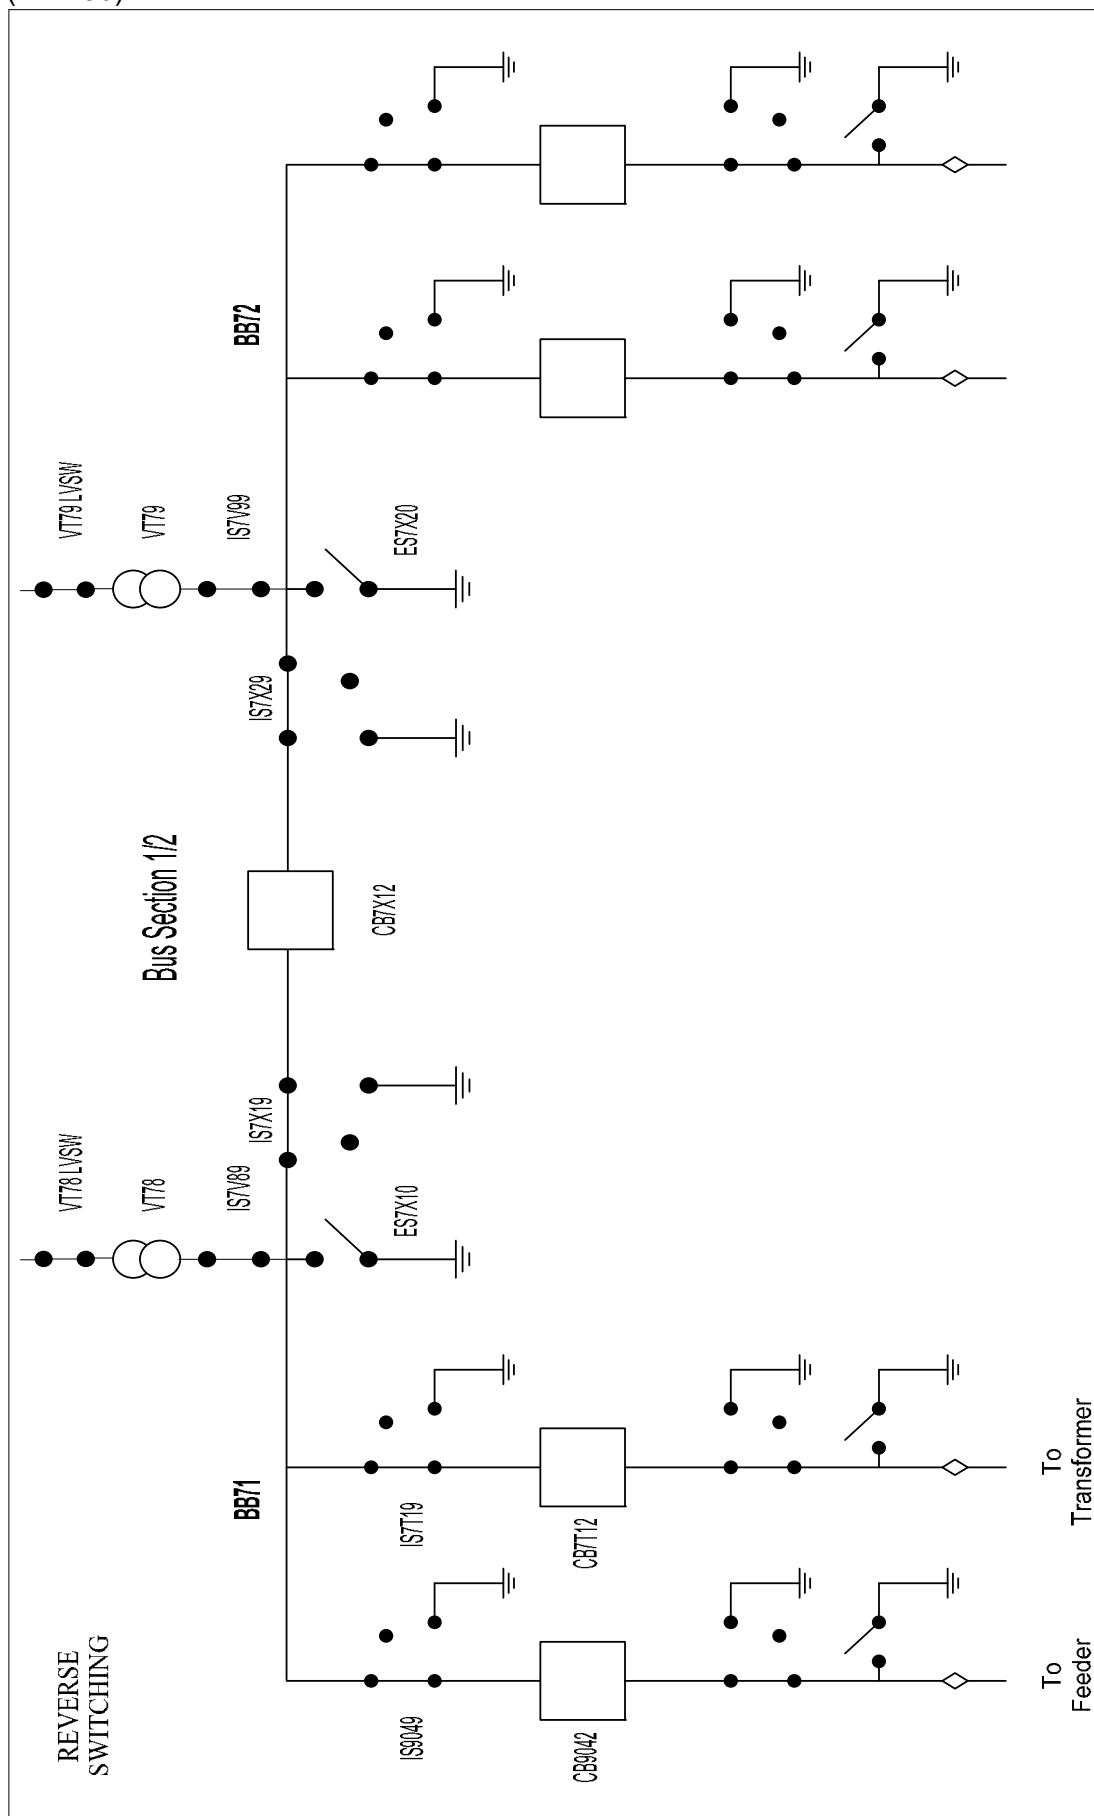 REVERSE
SWITCHING
VT78 LVSW
VT79 LVSW
VT78
VT79
Bus Section 1/2
IS7V89
IS7V99
BB71
BB72
IS7X19
IS7X29
CB7X12
ES7X10
ES7X20
IS9049
IS7T19
CB9042
CB7T12
To
Feeder
To
Transformer